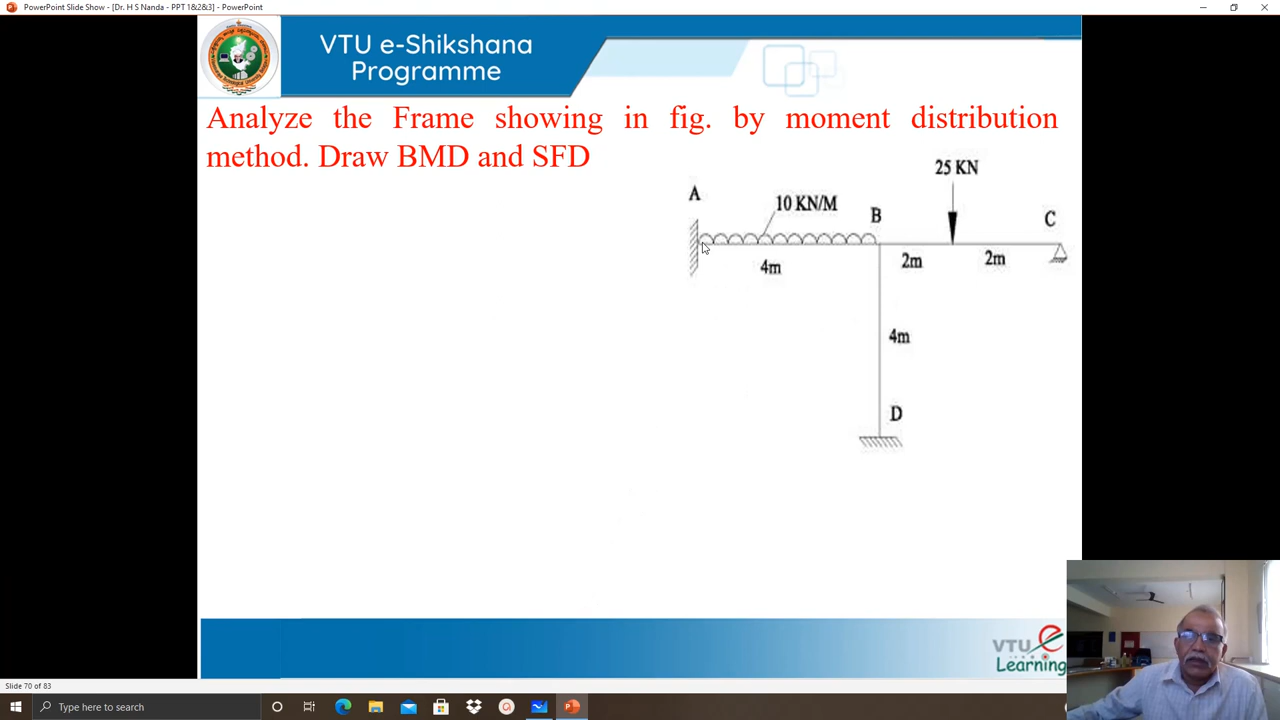 PowerPoint Slide Show - [Dr. H S Nanda - PPT 1&2&3] - PowerPoint
VTU e-Shikshana
Programme
Analyze the Frame showing in fig. by moment distribution
method. Draw BMD and SFD
25 KN
A
10 KN/M
B
C
4m
2m
2m
4m
D
VTU e
Learning
Slide 70 of 83
Type here to search